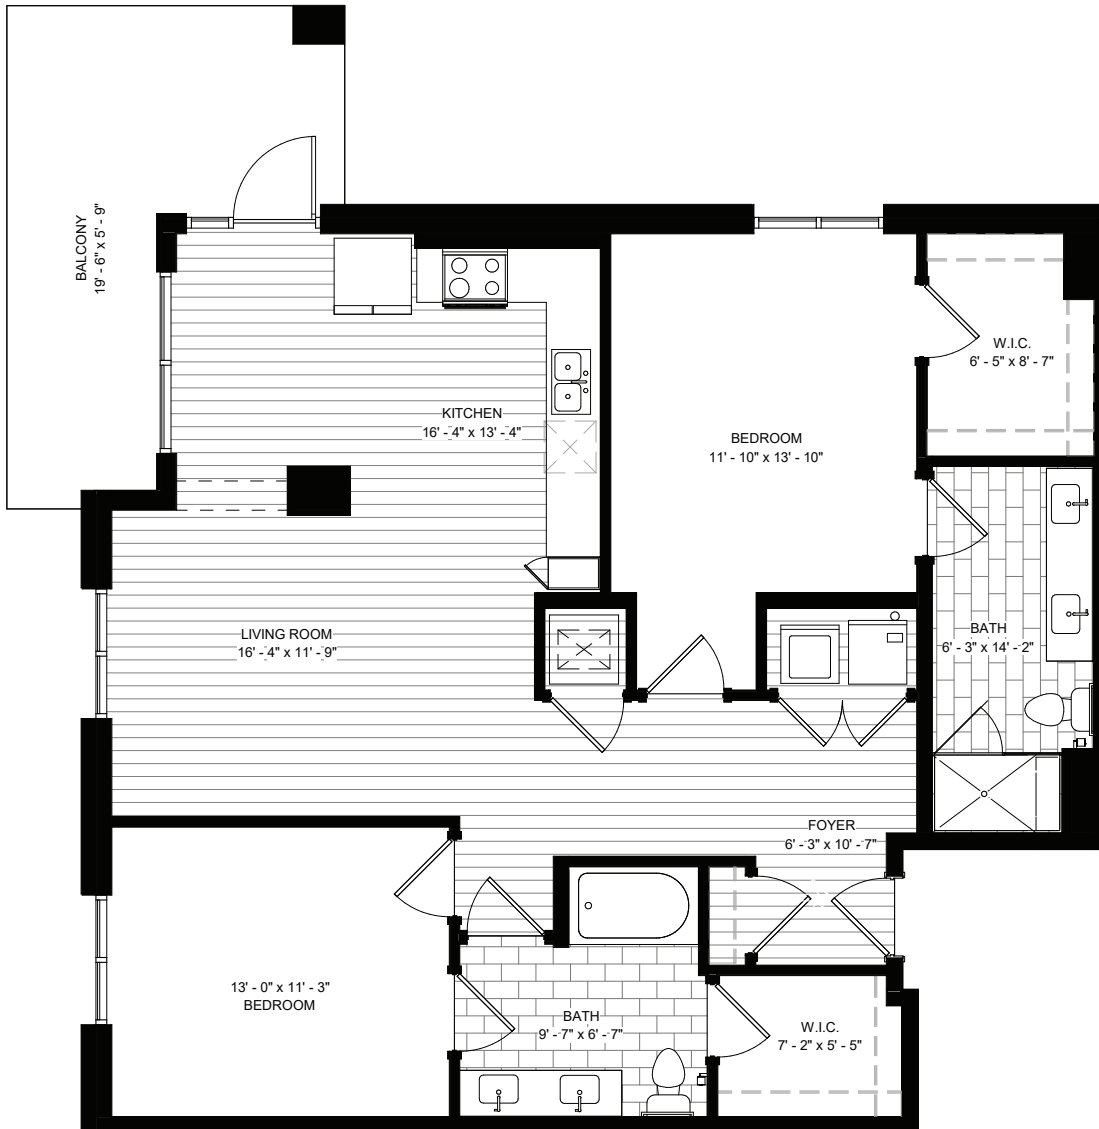 BALCONY
19' - 6" x 5' - 9"
KITCHEN
16' - 4" x 13' - 4"
BEDROOM
11' - 10" x 13' - 10"
W.I.C.
6' - 5" x 8' - 7"
LIVING ROOM
16' - 4" x 11' - 9"
BATH
6' - 3" x 14' - 2"
FOYER
6' - 3" x 10' - 7"
13' - 0" x 11' - 3"
BEDROOM
BATH
9' - 7" x 6' - 7"
W.I.C.
7' - 2" x 5' - 5"